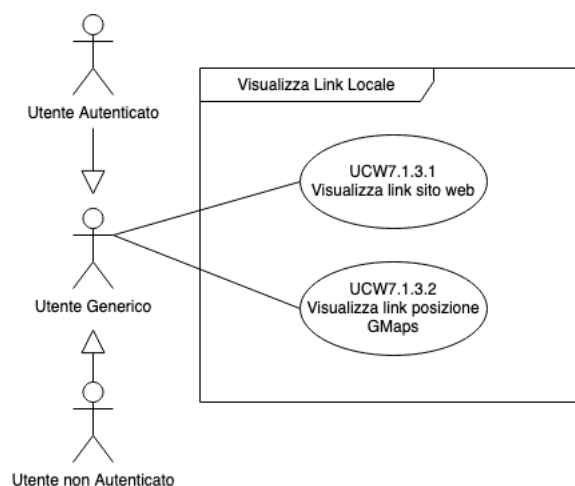 Utente Autenticato
Visualizza Link Locale
UCW7.1.3.1
Visualizza link sito web
Utente Generico
UCW7.1.3.2
Visualizza link posizione
GMaps
Utente non Autenticato